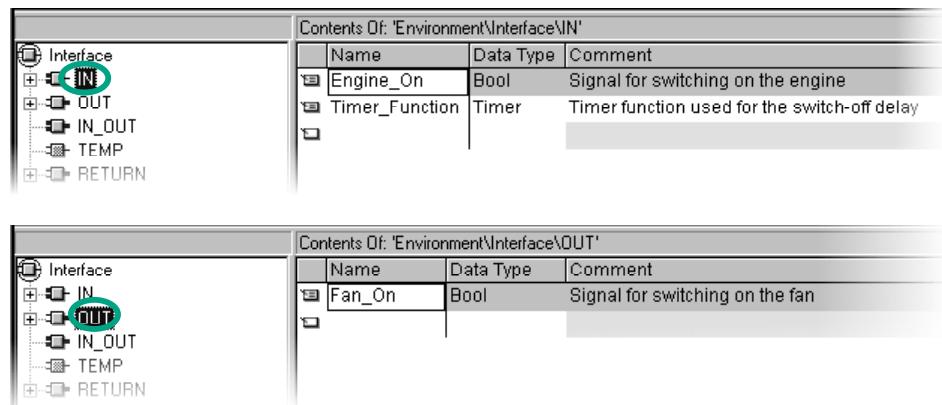 Contents Of: 'Environment\Interface\IN'
Interface
IN
OUT
IN_OUT
TEMP
RETURN
Name Data Type Comment
Engine_On Bool Signal for switching on the engine
Timer_Function Timer Timer function used for the switch-off delay
Contents Of: 'Environment\Interface\OUT'
Interface
IN
OUT
IN_OUT
TEMP
RETURN
Name Data Type Comment
Fan_On Bool Signal for switching on the fan